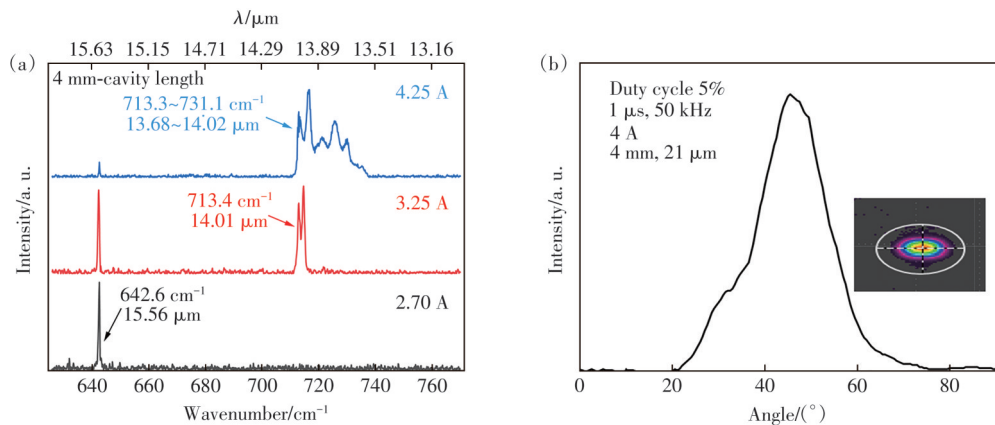 λ/μm
15.63 15.15 14.71 14.29 13.89 13.51 13.16
(a)
4 mm-cavity length
4.25 A
713.3~731.1 cm⁻¹
13.68~14.02 μm
3.25 A
713.4 cm⁻¹
14.01 μm
2.70 A
642.6 cm⁻¹
15.56 μm
Intensity/a. u.
640 660 680 700 720 740 760
Wavenumber/cm⁻¹
(b)
Duty cycle 5%
1 μs, 50 kHz
4 A
4 mm, 21 μm
Intensity/a. u.
0 20 40 60 80
Angle/(°)